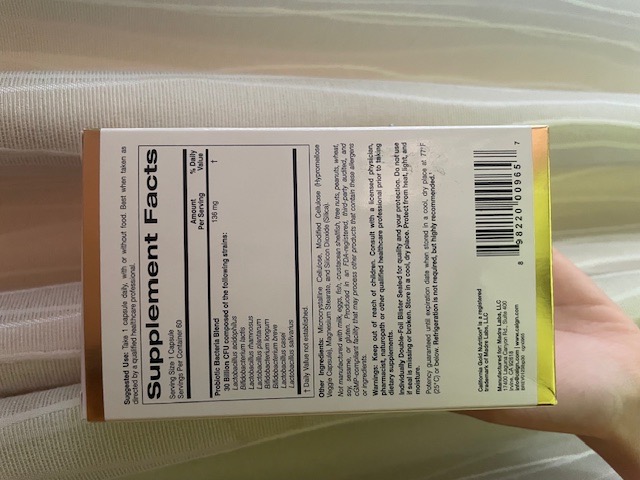 Suggested Use: Take 1 capsule daily, with or without food. Best when taken as
directed by a qualified healthcare professional.
Supplement Facts
Serving Size 1 Capsule
Servings Per Container 60
Amount Per Serving
% Daily Value
Probiotic Bacteria Blend 136 mg †
30 Billion CFU composed of the following strains:
Lactobacillus acidophilus
Bifidobacterium lactis
Lactobacillus rhamnosus
Lactobacillus plantarum
Bifidobacterium longum
Bifidobacterium breve
Lactobacillus casei
Lactobacillus salivarius
† Daily Value not established.
Other Ingredients: Microcrystalline Cellulose, Modified Cellulose (Hypromellose
Veggie Capsule), Magnesium Stearate, and Silicon Dioxide (Silica).
Not manufactured with milk, eggs, fish, crustacean shellfish, tree nuts, peanuts, wheat,
soy, sesame, or gluten. Produced in an FDA-registered, third-party audited, and
cGMP-compliant facility that may process other products that contain these allergens
or ingredients.
Warnings: Keep out of reach of children. Consult with a licensed physician,
pharmacist, naturopath or other qualified healthcare professional prior to taking
dietary supplements.
Individually Double-Foil Blister Sealed for quality and your protection. Do not use
if seal is missing or broken. Store in a cool, dry place. Protect from heat, light, and
moisture.
Potency guaranteed until expiration date when stored in a cool, dry place at 77°F
(25°C) or below. Refrigeration is not required, but highly recommended.
California Gold Nutrition® is a registered
trademark of Madre Labs, LLC
Manufactured for: Madre Labs, LLC
Irvine, CA 92618
8 98220 00965 7